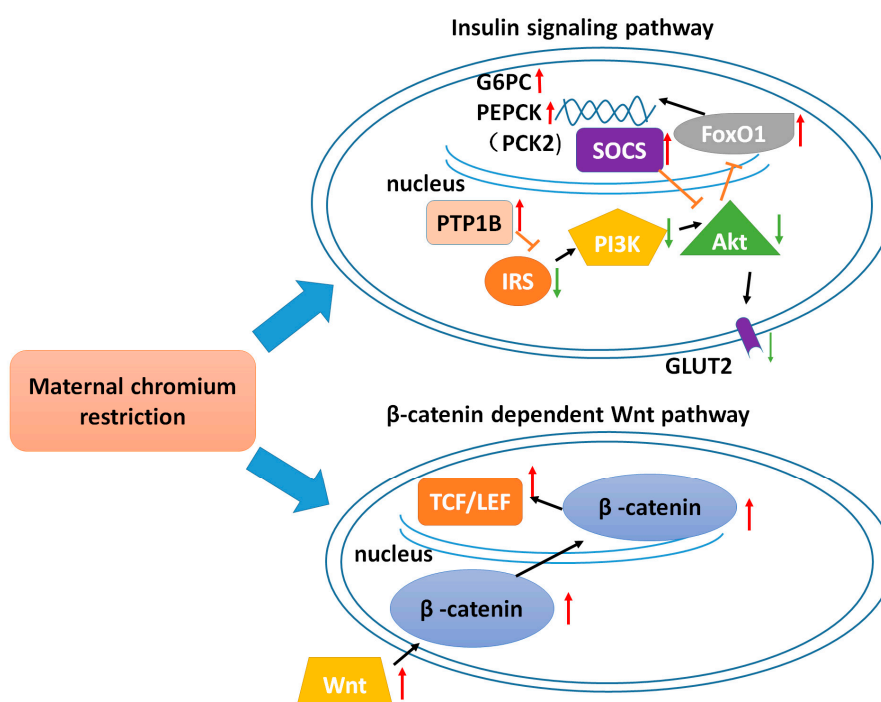 Insulin signaling pathway
G6PC
PEPCK
（PCK2)
SOCS
FoxO1
nucleus
PTP1B
IRS
PI3K
Akt
GLUT2
Maternal chromium
restriction
β-catenin dependent Wnt pathway
TCF/LEF
β -catenin
nucleus
β -catenin
Wnt